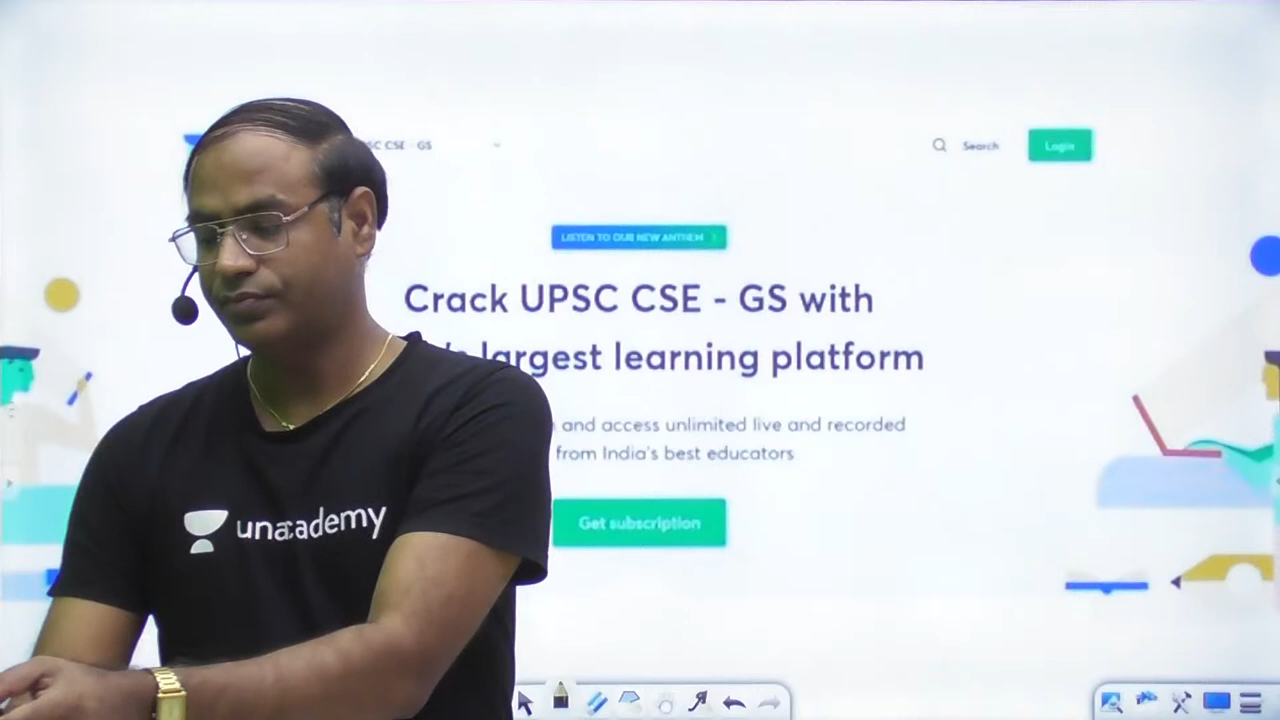 SC CSE - GS
Search
Login
LISTEN TO OUR NEW ANTHEM
Crack UPSC CSE - GS with
's largest learning platform
and access unlimited live and recorded
from India's best educators
Get subscription
unacademy